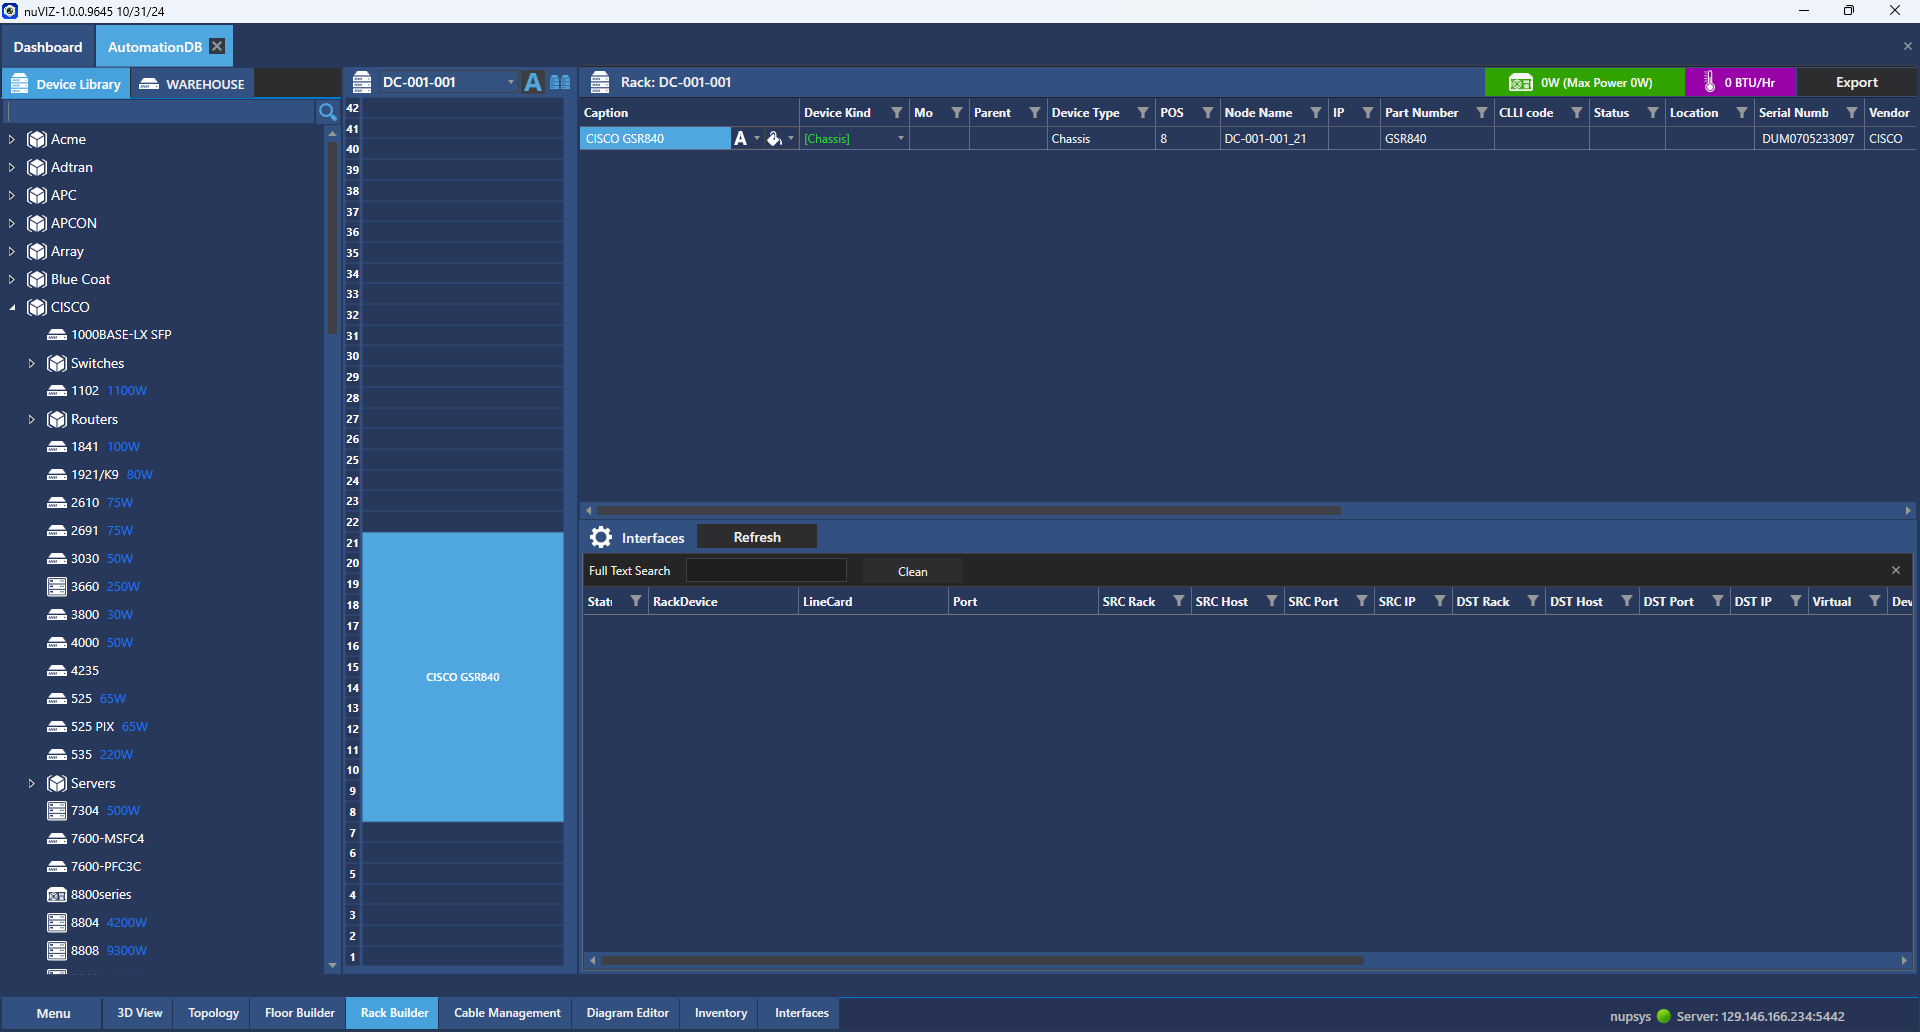 nuVIZ-1.0.0.9645 10/31/24
Dashboard AutomationDB
Device Library WAREHOUSE
DC-001-001 A
Rack: DC-001-001 0W (Max Power 0W) 0 BTU/Hr Export
Acme
Adtran
APC
APCON
Array
Blue Coat
CISCO
1000BASE-LX SFP
Switches
1102 1100W
Routers
1841 100W
1921/K9 80W
2610 75W
2691 75W
3030 50W
3660 250W
3800 30W
4000 50W
4235
525 65W
525 PIX 65W
535 220W
Servers
7304 500W
7600-MSFC4
7600-PFC3C
8800series
8804 4200W
8808 9300W
42
41
40
39
38
37
36
35
34
33
32
31
30
29
28
27
26
25
24
23
22
21
20
19
18
17
16
15
14
13
12
11
10
9
8
7
6
5
4
3
2
1
CISCO GSR840
Caption Device Kind Mo Parent Device Type POS Node Name IP Part Number CLLI code Status Location Serial Numb Vendor
CISCO GSR840 A [Chassis] Chassis 8 DC-001-001_21 GSR840 DUM0705233097 CISCO
Interfaces Refresh
Full Text Search Clean
Stat RackDevice LineCard Port SRC Rack SRC Host SRC Port SRC IP DST Rack DST Host DST Port DST IP Virtual Dev
Menu 3D View Topology Floor Builder Rack Builder Cable Management Diagram Editor Inventory Interfaces
nupsys Server: 129.146.166.234:5442